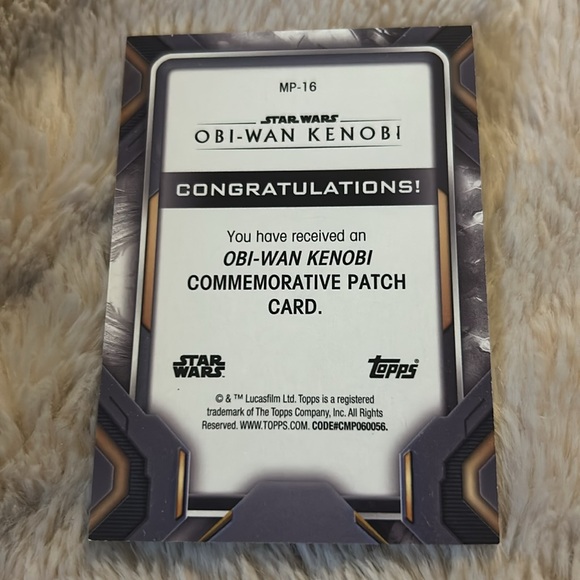 MP-16
STAR WARS
OBI-WAN KENOBI
CONGRATULATIONS!
You have received an
OBI-WAN KENOBI
COMMEMORATIVE PATCH
CARD.
STAR WARS
topps®
© & ™ Lucasfilm Ltd. Topps is a registered
trademark of The Topps Company, Inc. All Rights
Reserved. WWW.TOPPS.COM. CODE#CMP060056.